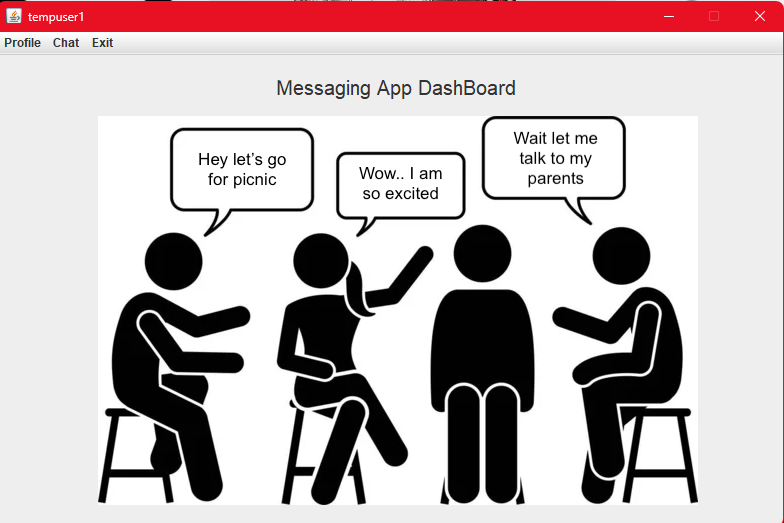 tempuser1
Profile Chat Exit
Messaging App DashBoard
Hey let's go
for picnic
Wow.. I am
so excited
Wait let me
talk to my
parents